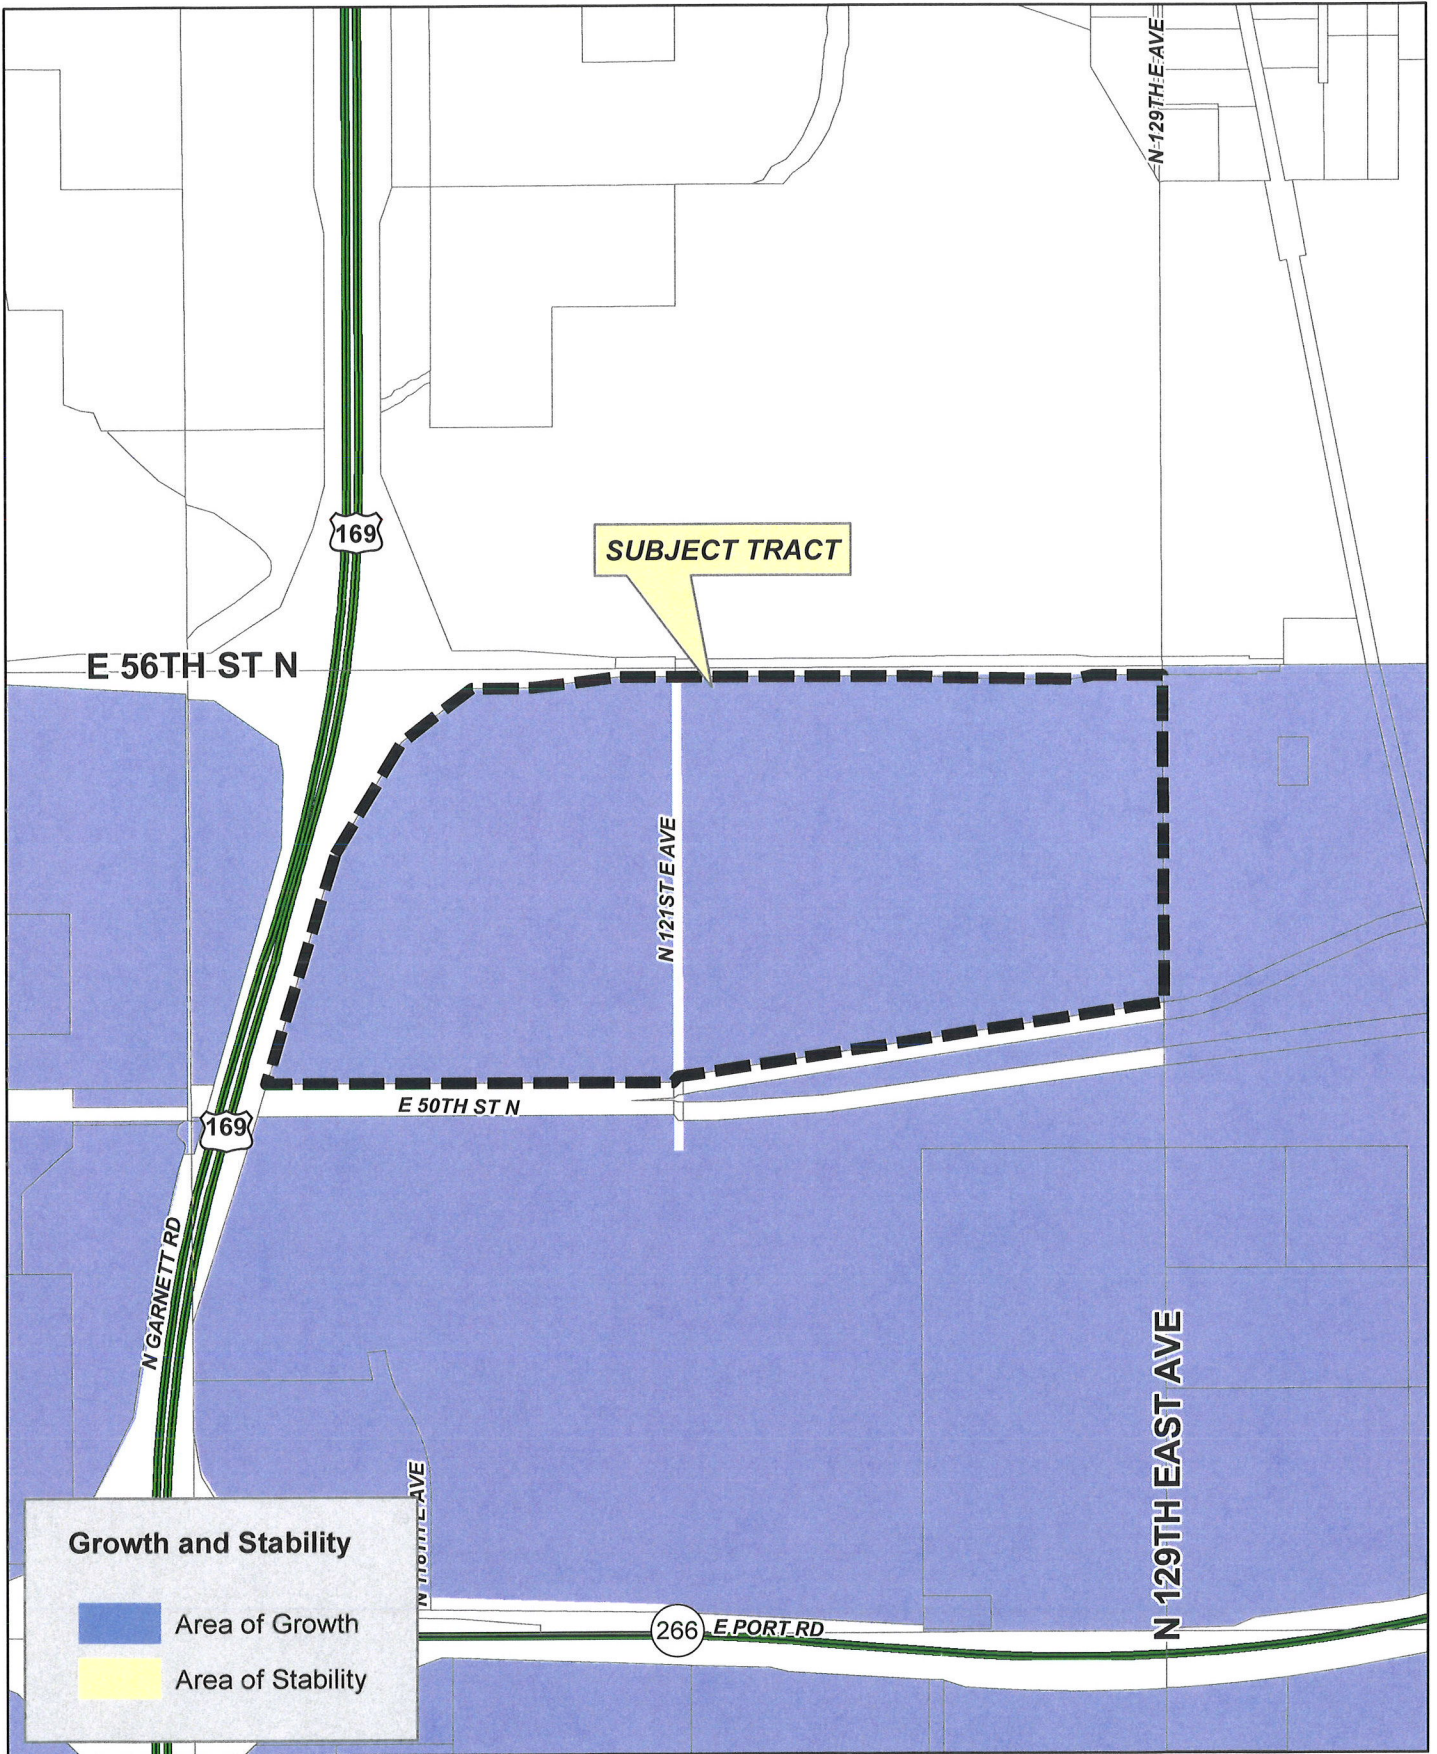 N 129TH E AVE
169
SUBJECT TRACT
E 56TH ST N
N 121ST E AVE
E 50TH ST N
169
N GARNETT RD
N 129TH EAST AVE
Growth and Stability
Area of Growth
Area of Stability
266
E PORT RD